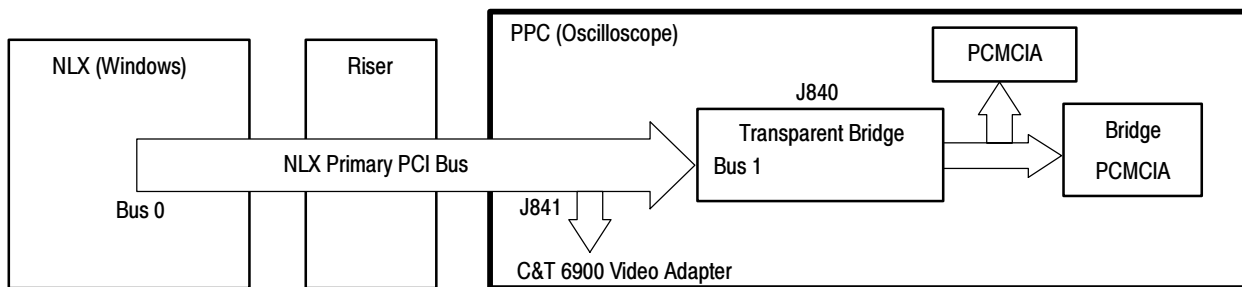 PPC (Oscilloscope)
NLX (Windows)
Riser
PCMCIA
J840
Transparent Bridge
Bus 1
Bridge
PCMCIA
NLX Primary PCI Bus
Bus 0
J841
C&T 6900 Video Adapter